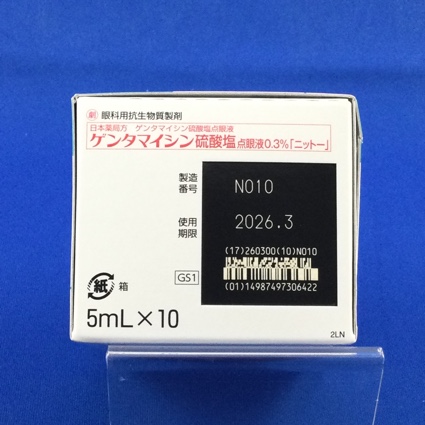 劇 眼科用抗生物質製剤
日本薬局方 ゲンタマイシン硫酸塩点眼液
ゲンタマイシン硫酸塩点眼液0.3%「ニットー」
製造番号 N010
使用期限 2026.3
(17)260300(10)N010
GS1
(01)14987497306422
紙 箱
5mL×10
2LN